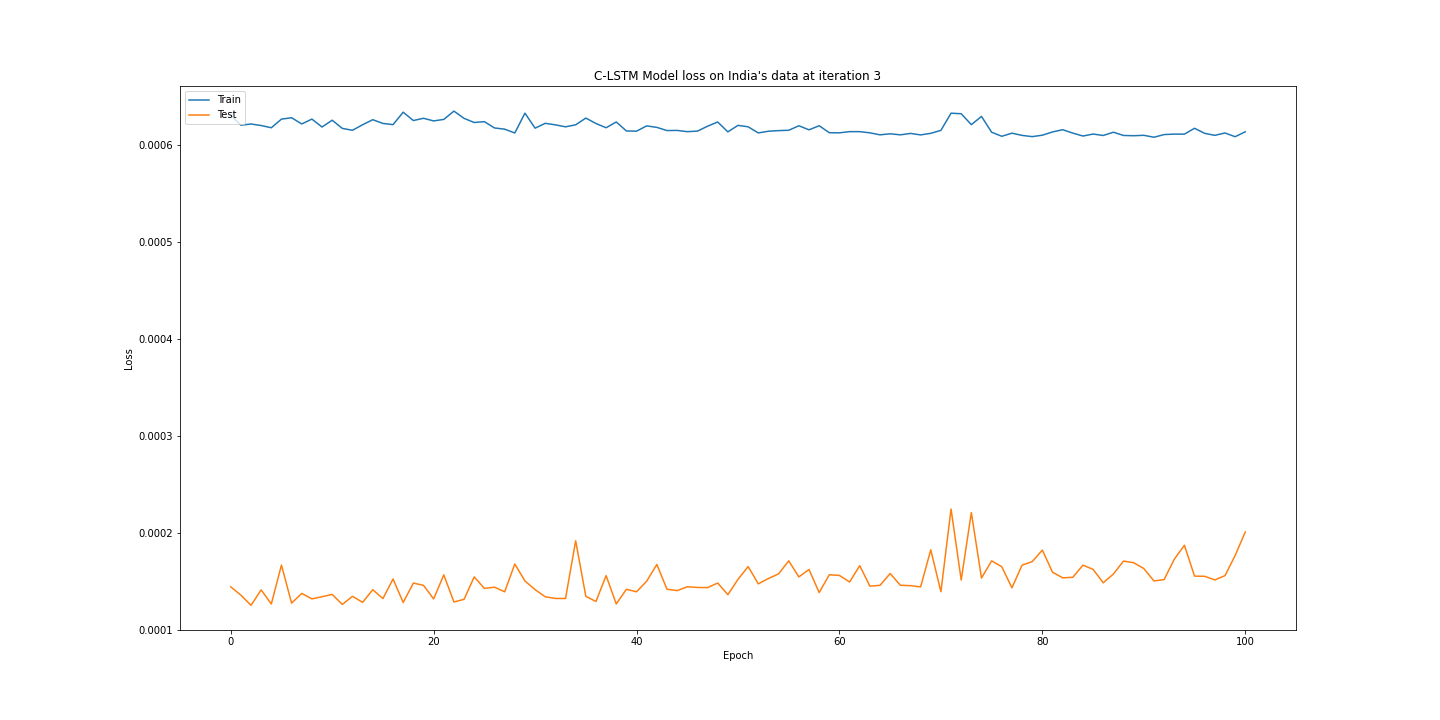 C-LSTM Model loss on India's data at iteration 3
Train
Test
0.0006
0.0005
0.0004
0.0003
0.0002
0.0001
Loss
0 20 40 60 80 100
Epoch